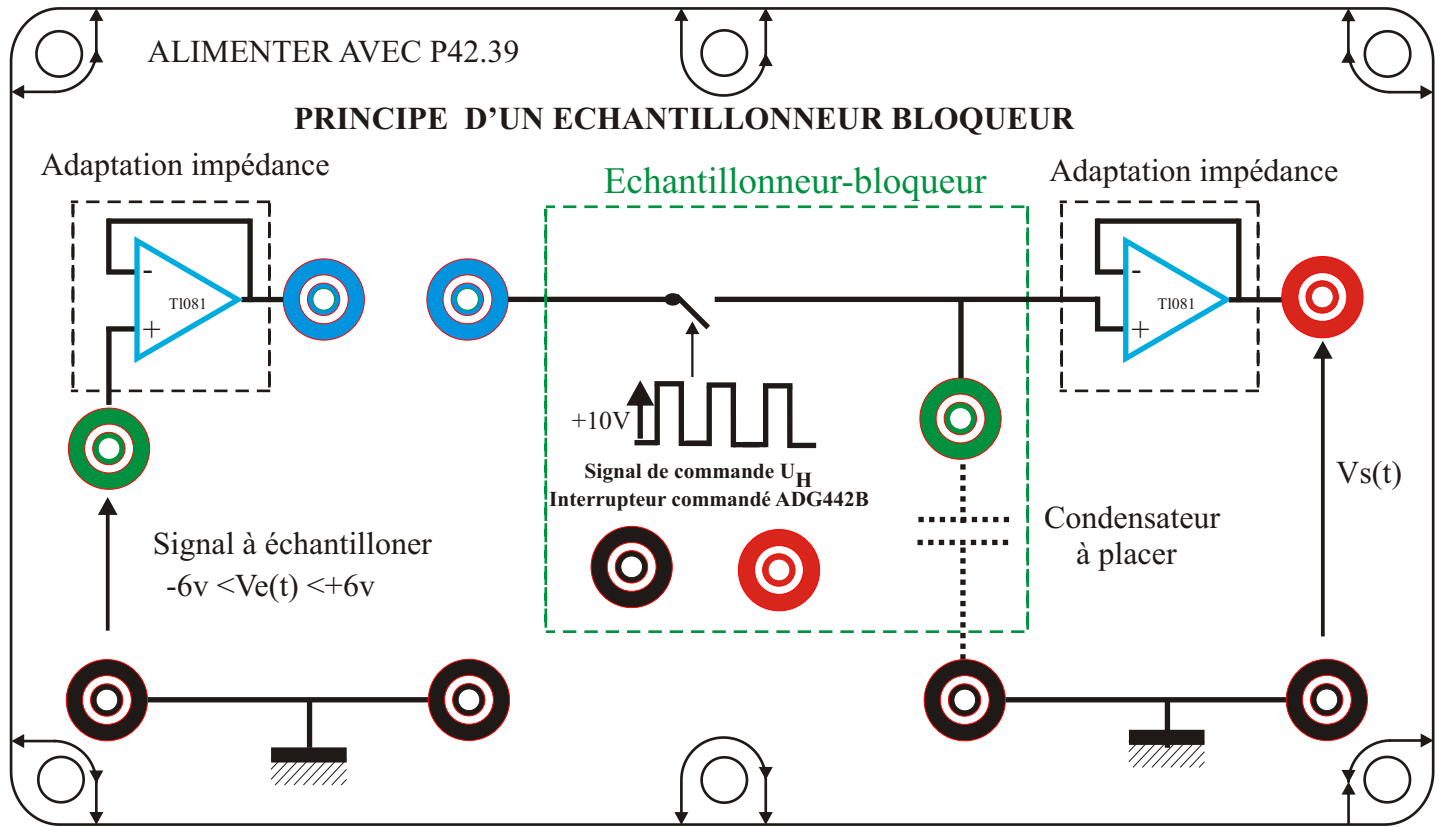 ALIMENTER AVEC P42.39
PRINCIPE D'UN ECHANTILLONNEUR BLOQUEUR
Adaptation impédance
Echantillonneur-bloqueur
Adaptation impédance
-
Tl081
+
-
Tl081
+
+10V
Signal de commande UH
Interrupteur commandé ADG442B
Signal à échantilloner
-6v <Ve(t) <+6v
Condensateur
à placer
Vs(t)